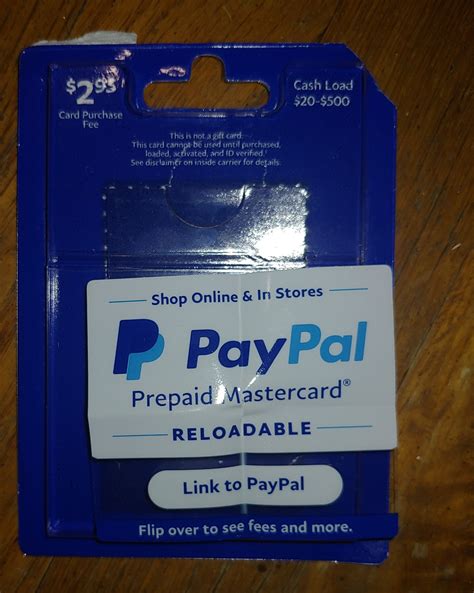 $2.95
Card Purchase
Fee
Cash Load
$20-$500
This is not a gift card.
This card cannot be used until purchased,
loaded, activated, and ID verified.
See disclaimer on inside carrier for details.
Shop Online & In Stores
PayPal
Prepaid Mastercard®
RELOADABLE
Link to PayPal
Flip over to see fees and more.